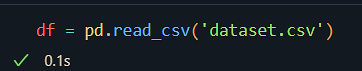 df = pd.read_csv('dataset.csv')
✓ 0.1s